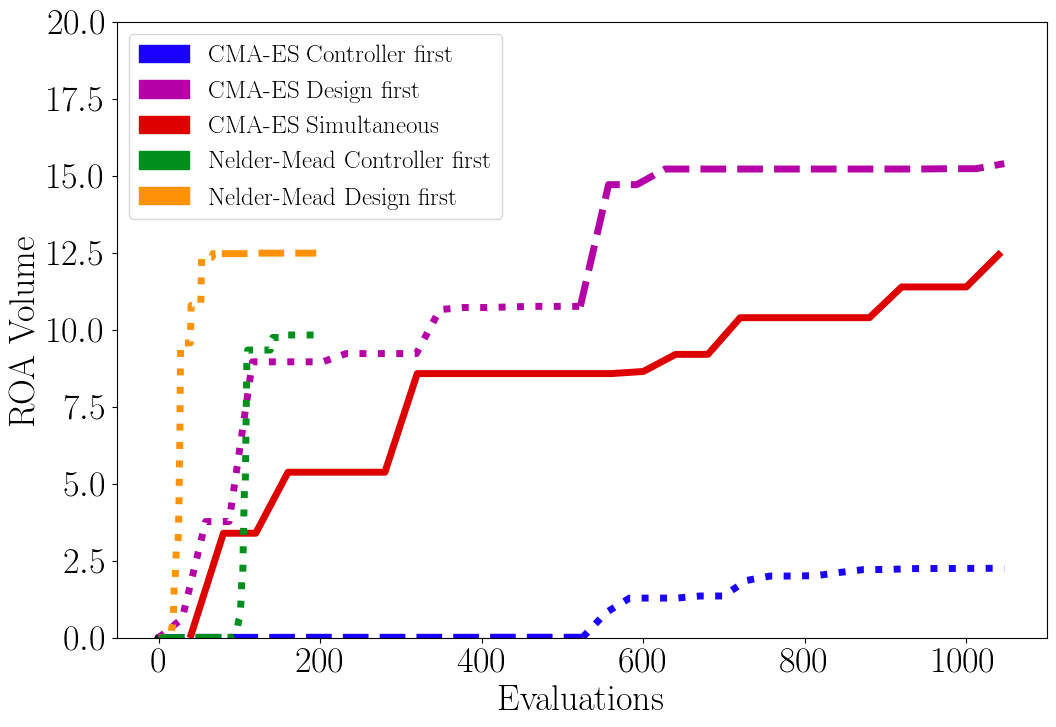 20.0
17.5
15.0
12.5
10.0
7.5
5.0
2.5
0.0
ROA Volume
CMA-ES Controller first
CMA-ES Design first
CMA-ES Simultaneous
Nelder-Mead Controller first
Nelder-Mead Design first
0 200 400 600 800 1000
Evaluations